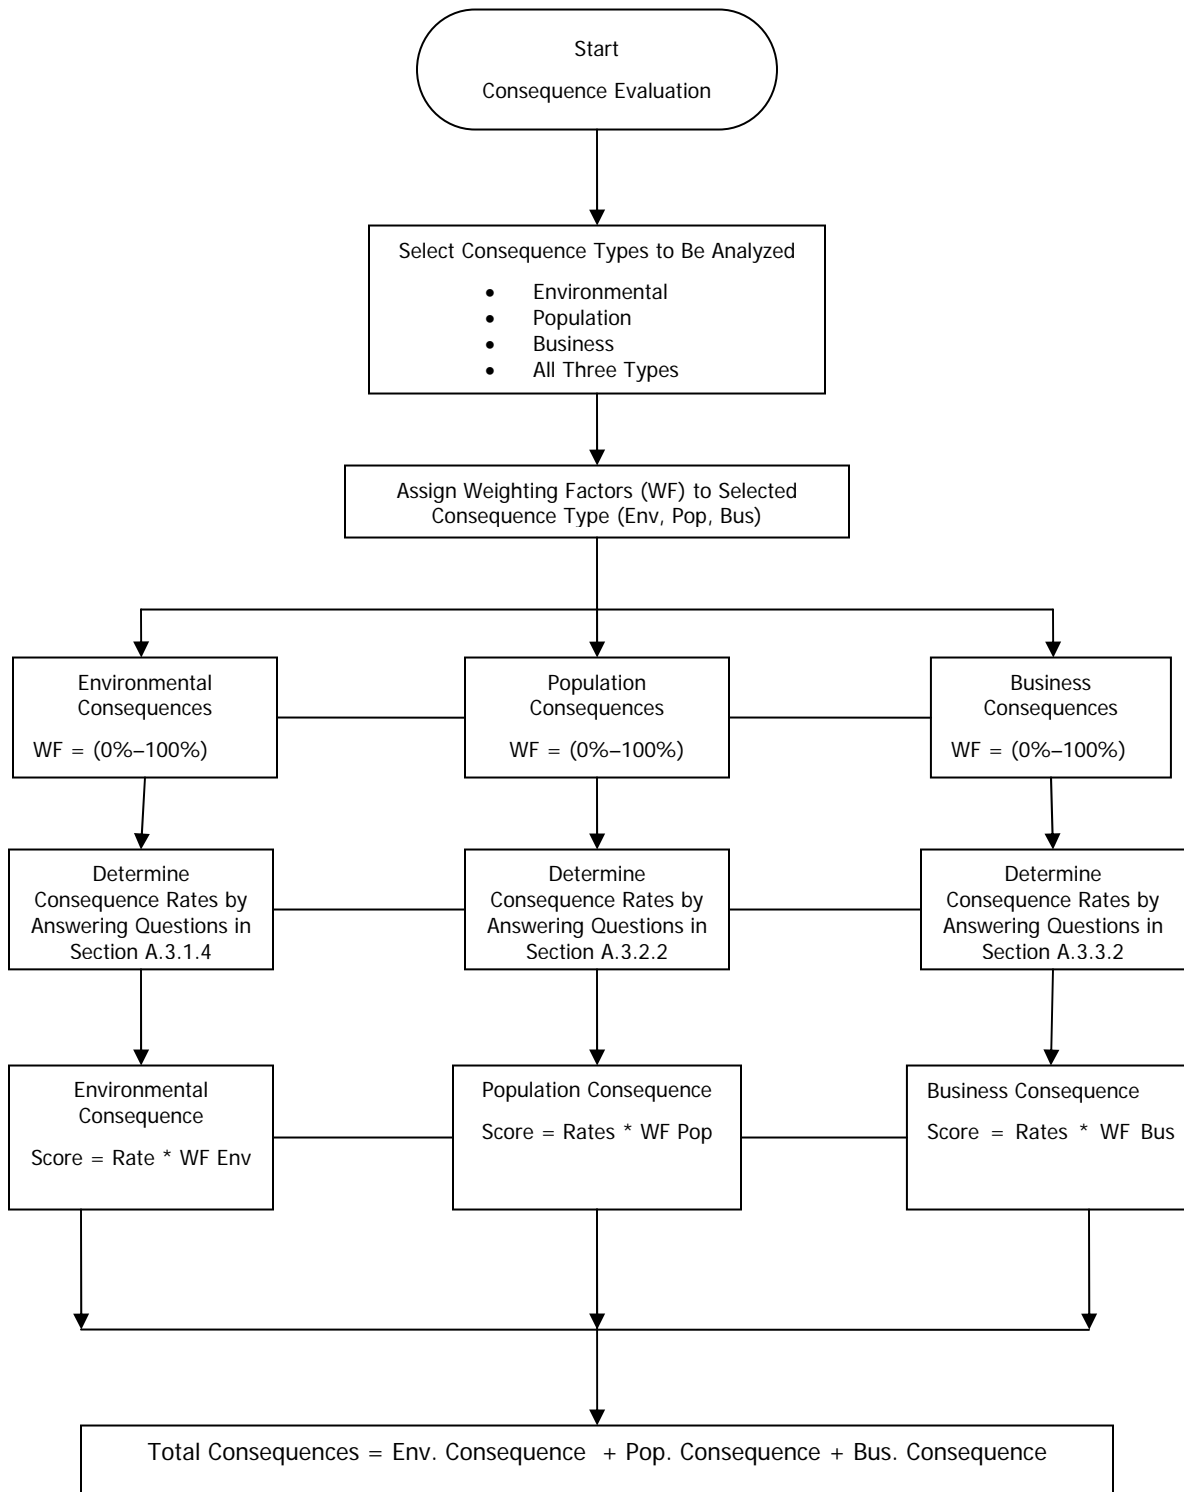 Start
Consequence Evaluation
Select Consequence Types to Be Analyzed
• Environmental
• Population
• Business
• All Three Types
Assign Weighting Factors (WF) to Selected
Consequence Type (Env, Pop, Bus)
Environmental
Consequences
WF = (0%–100%)
Population
Consequences
WF = (0%–100%)
Business
Consequences
WF = (0%–100%)
Determine
Consequence Rates by
Answering Questions in
Section A.3.1.4
Determine
Consequence Rates by
Answering Questions in
Section A.3.2.2
Determine
Consequence Rates by
Answering Questions in
Section A.3.3.2
Environmental
Consequence
Score = Rate * WF Env
Population Consequence
Score = Rates * WF Pop
Business Consequence
Score = Rates * WF Bus
Total Consequences = Env. Consequence + Pop. Consequence + Bus. Consequence